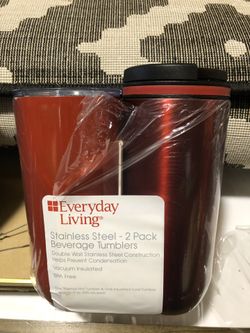 Everyday
Living®
Stainless Steel - 2 Pack
Beverage Tumblers
Double Wall Stainless Steel Construction
Helps Prevent Condensation
Vacuum Insulated
BPA Free